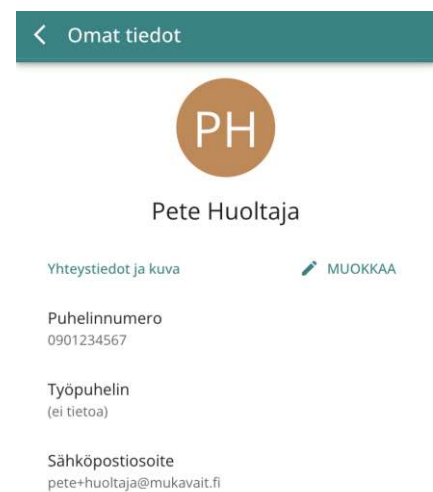 Omat tiedot
PH
Pete Huoltaja
Yhteystiedot ja kuva MUOKKAA
Puhelinnumero
0901234567
Työpuhelin
(ei tietoa)
Sähköpostiosoite
pete+huoltaja@mukavait.fi